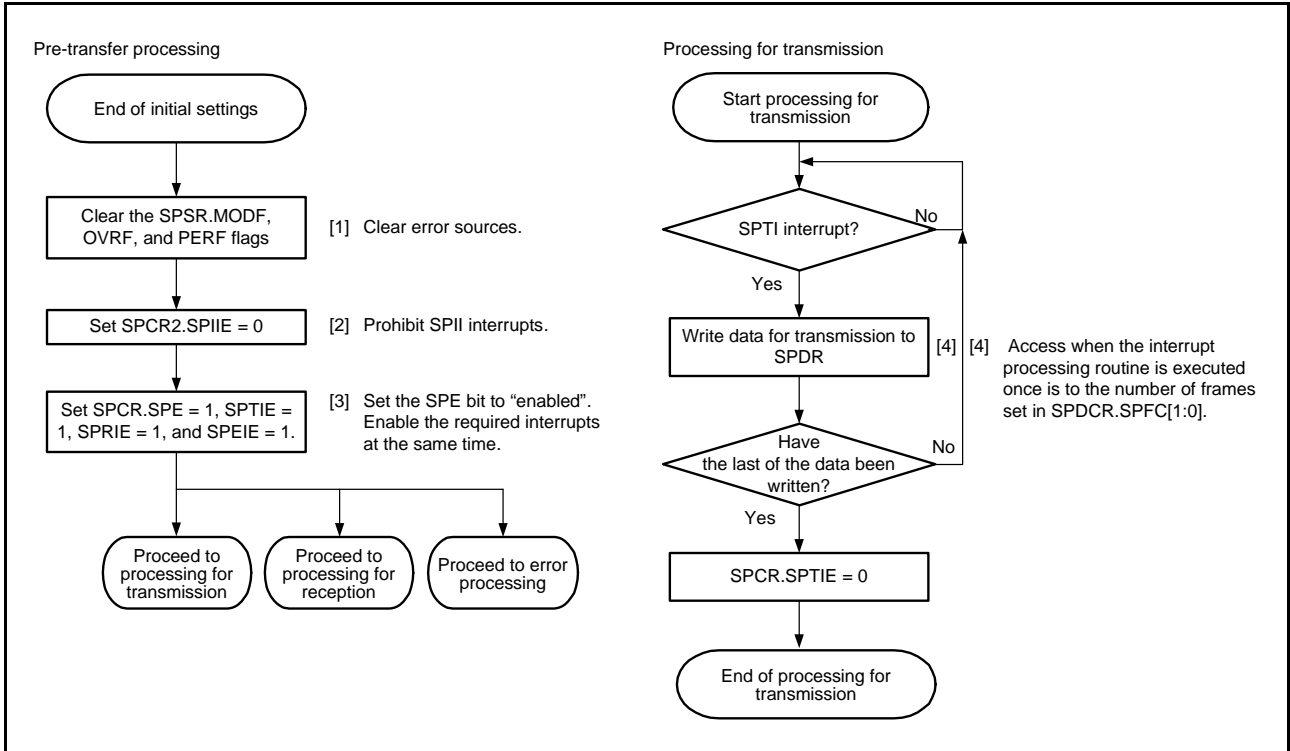 Pre-transfer processing
End of initial settings
Clear the SPSR.MODF,
OVRF, and PERF flags
[1] Clear error sources.
Set SPCR2.SPIIE = 0
[2] Prohibit SPII interrupts.
Set SPCR.SPE = 1, SPTIE =
1, SPRIE = 1, and SPEIE = 1.
[3] Set the SPE bit to “enabled”.
Enable the required interrupts
at the same time.
Proceed to
processing for
transmission
Proceed to
processing for
reception
Proceed to error
processing
Processing for transmission
Start processing for
transmission
SPTI interrupt?
No
Yes
Write data for transmission to
SPDR
[4]
[4] Access when the interrupt
processing routine is executed
once is to the number of frames
set in SPDCR.SPFC[1:0].
Have
the last of the data been
written?
No
Yes
SPCR.SPTIE = 0
End of processing for
transmission